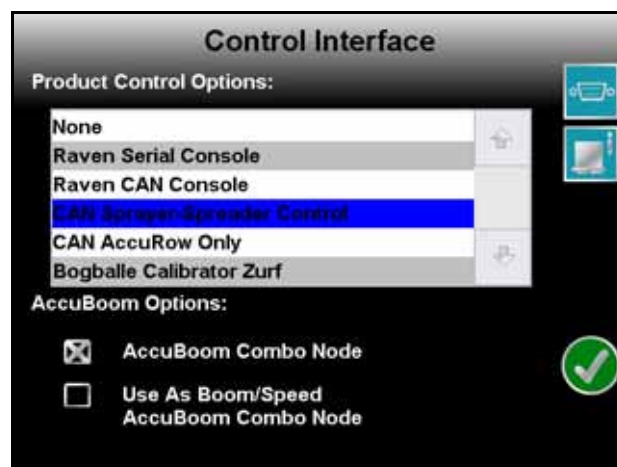 Control Interface
Product Control Options:
None
Raven Serial Console
Raven CAN Console
CAN Sprayer-Spreader Control
CAN AccuRow Only
Bogballe Calibrator Zurf
AccuBoom Options:
AccuBoom Combo Node
Use As Boom/Speed
AccuBoom Combo Node